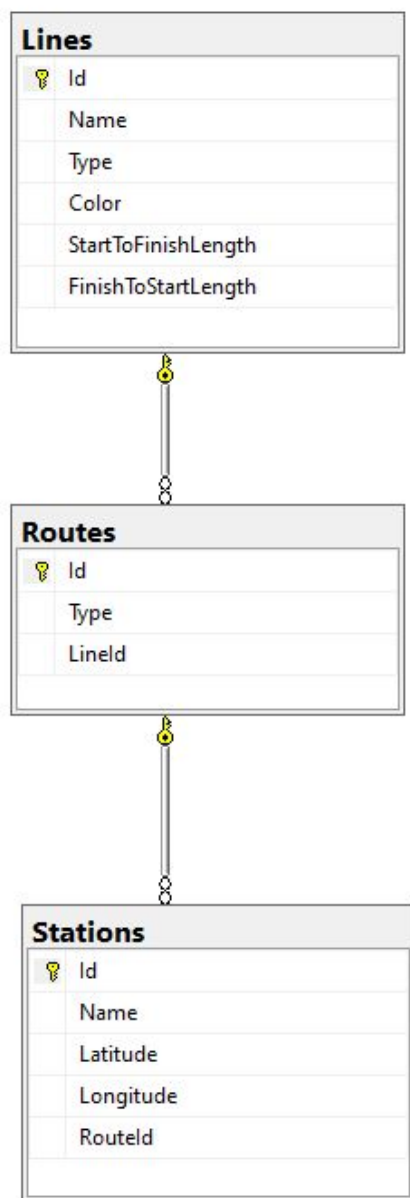 Lines
Id
Name
Type
Color
StartToFinishLength
FinishToStartLength
Routes
Id
Type
LineId
Stations
Id
Name
Latitude
Longitude
RouteId